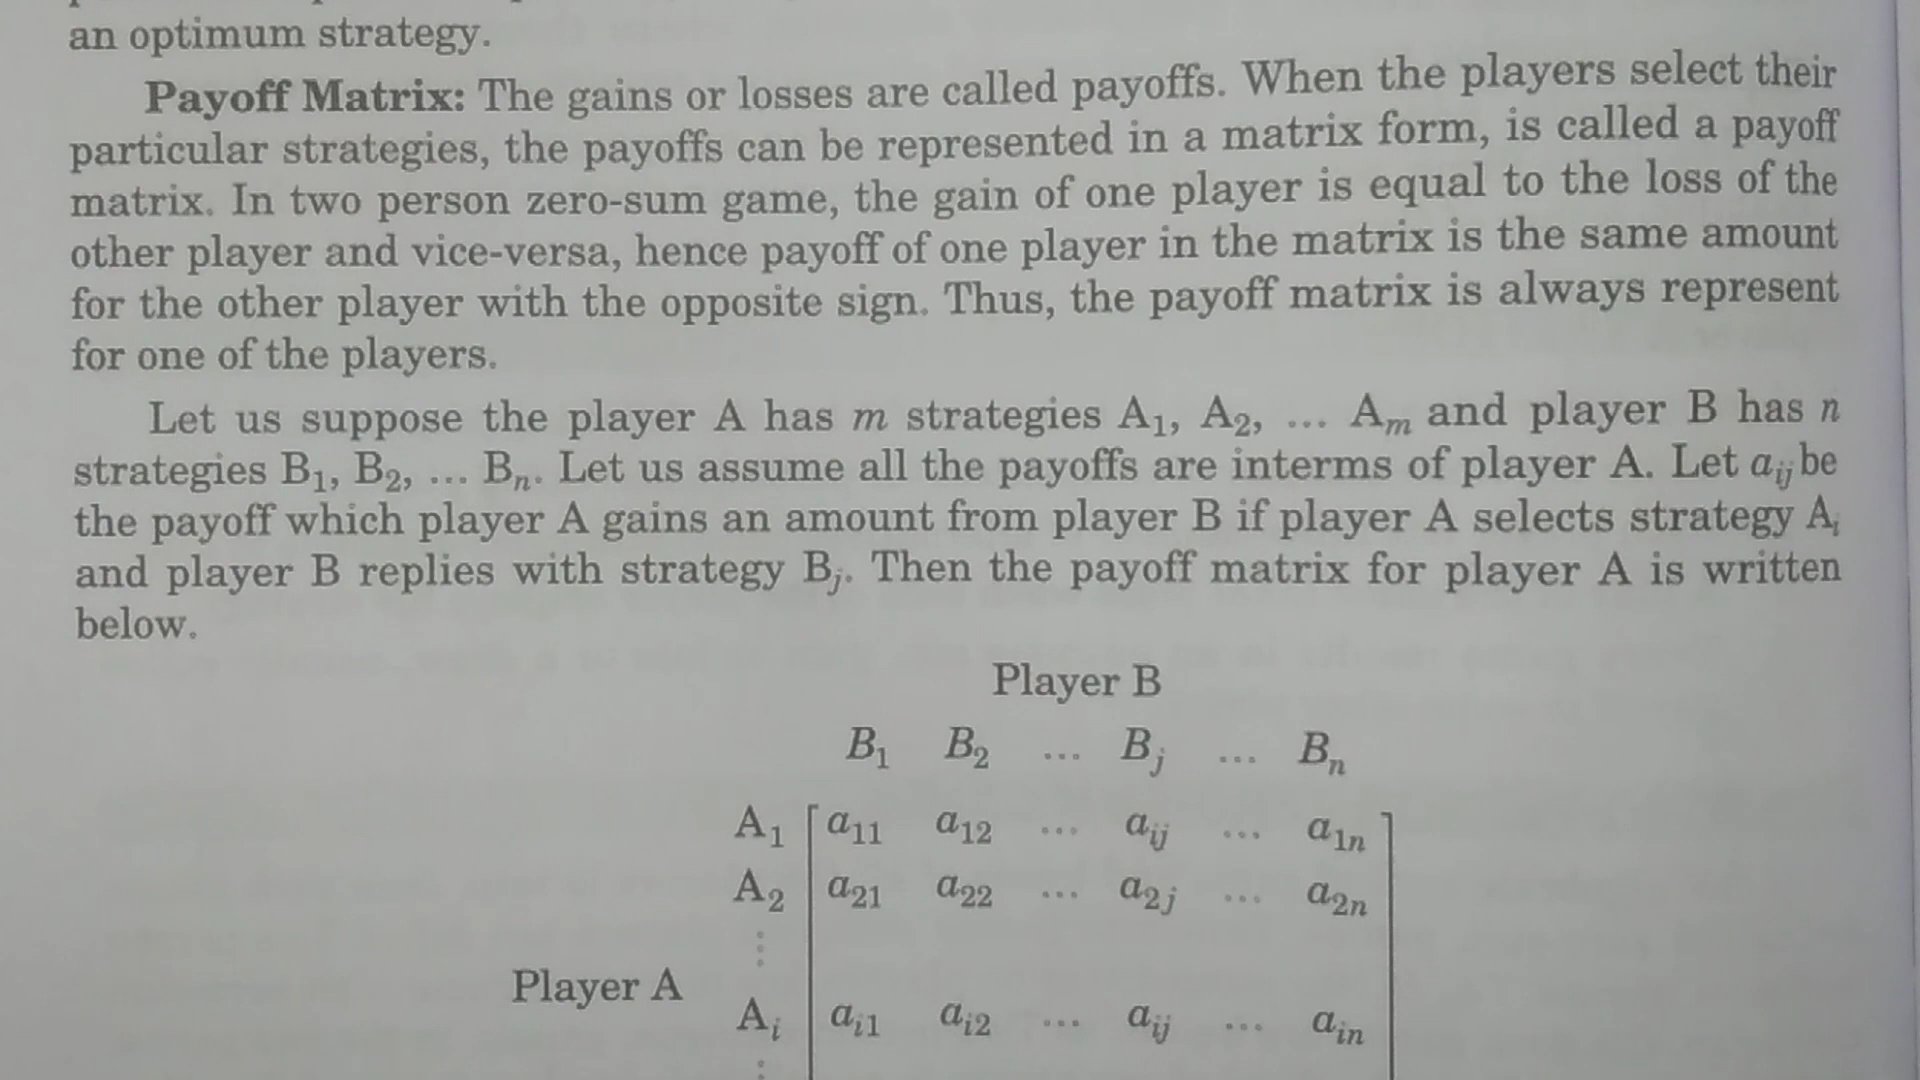 an optimum strategy.
Payoff Matrix: The gains or losses are called payoffs. When the players select their
particular strategies, the payoffs can be represented in a matrix form, is called a payoff
matrix. In two person zero-sum game, the gain of one player is equal to the loss of the
other player and vice-versa, hence payoff of one player in the matrix is the same amount
for the other player with the opposite sign. Thus, the payoff matrix is always represent
for one of the players.
Let us suppose the player A has m strategies A₁, A₂, ... Aₘ and player B has n
strategies B₁, B₂, ... Bₙ. Let us assume all the payoffs are interms of player A. Let aᵢⱼ be
the payoff which player A gains an amount from player B if player A selects strategy Aᵢ
and player B replies with strategy Bⱼ. Then the payoff matrix for player A is written
below.
Player B
B₁ B₂ ... Bⱼ ... Bₙ
A₁ a₁₁ a₁₂ ... aᵢⱼ ... a₁ₙ
A₂ a₂₁ a₂₂ ... a₂ⱼ ... a₂ₙ
⋮
Player A
Aᵢ aᵢ₁ aᵢ₂ ... aᵢⱼ ... aᵢₙ
⋮